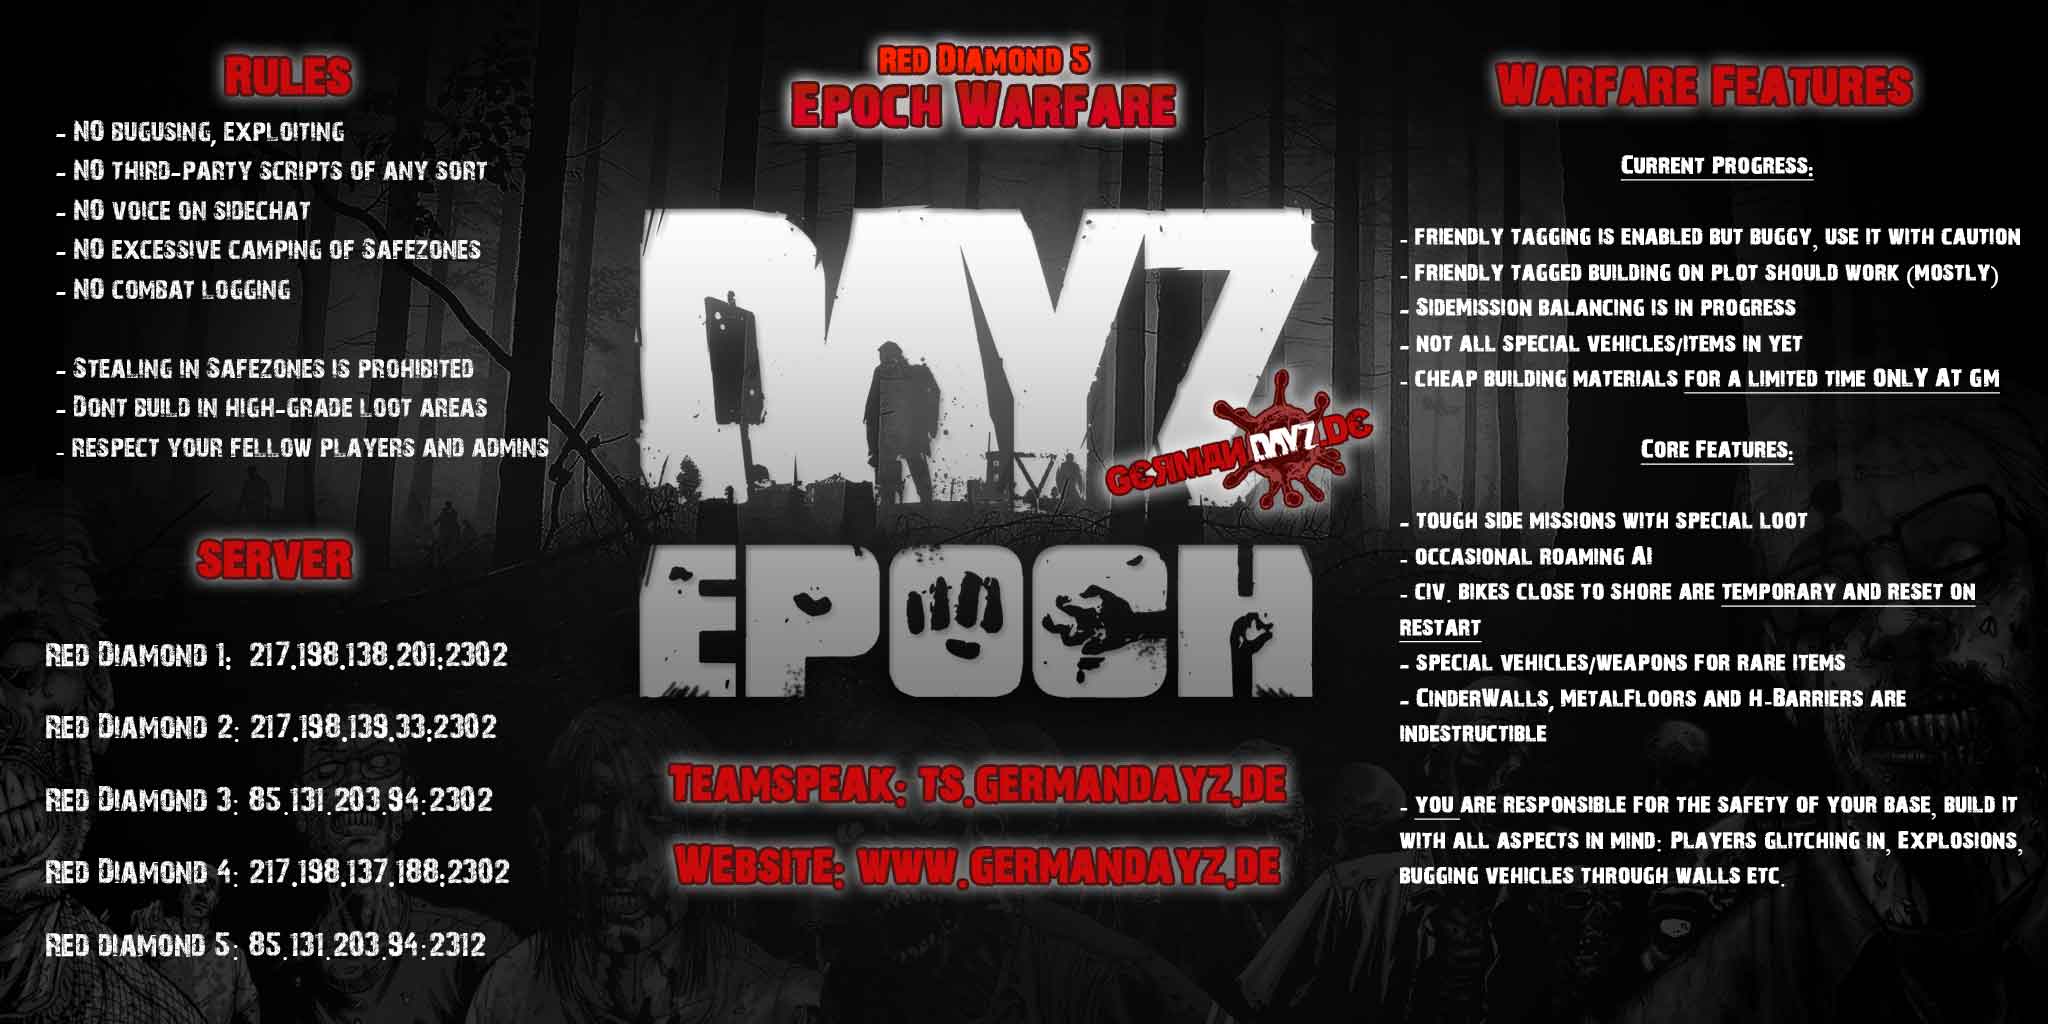 Rules
- NO bugusing, exploiting
- NO third-party scripts of any sort
- NO voice on sidechat
- NO excessive camping of Safezones
- NO combat logging
- Stealing in Safezones is prohibited
- Dont build in high-grade loot areas
- respect your fellow players and admins
server
Red Diamond 1: 217.198.138.201:2302
Red Diamond 2: 217.198.139.33:2302
Red Diamond 3: 85.131.203.94:2302
Red Diamond 4: 217.198.137.188:2302
Red diamond 5: 85.131.203.94:2312
Red Diamond 5
Epoch Warfare
DAYZ
GERMANDAYZ.DE
EPOCH
Teamspeak: ts.germandayz.de
Website: www.germandayz.de
Warfare Features
Current Progress:
- friendly tagging is enabled but buggy, use it with caution
- friendly tagged building on plot should work (mostly)
- SideMission balancing is in progress
- not all special vehicles/items in yet
- cheap building materials for a limited time ONLY AT GM
Core Features:
- tough side missions with special loot
- occasional roaming AI
- civ. bikes close to shore are temporary and reset on
restart
- special vehicles/weapons for rare items
- CinderWalls, MetalFloors and H-Barriers are
indestructible
- you are responsible for the safety of your base, build it
with all aspects in mind: Players glitching in, Explosions,
bugging vehicles through walls etc.